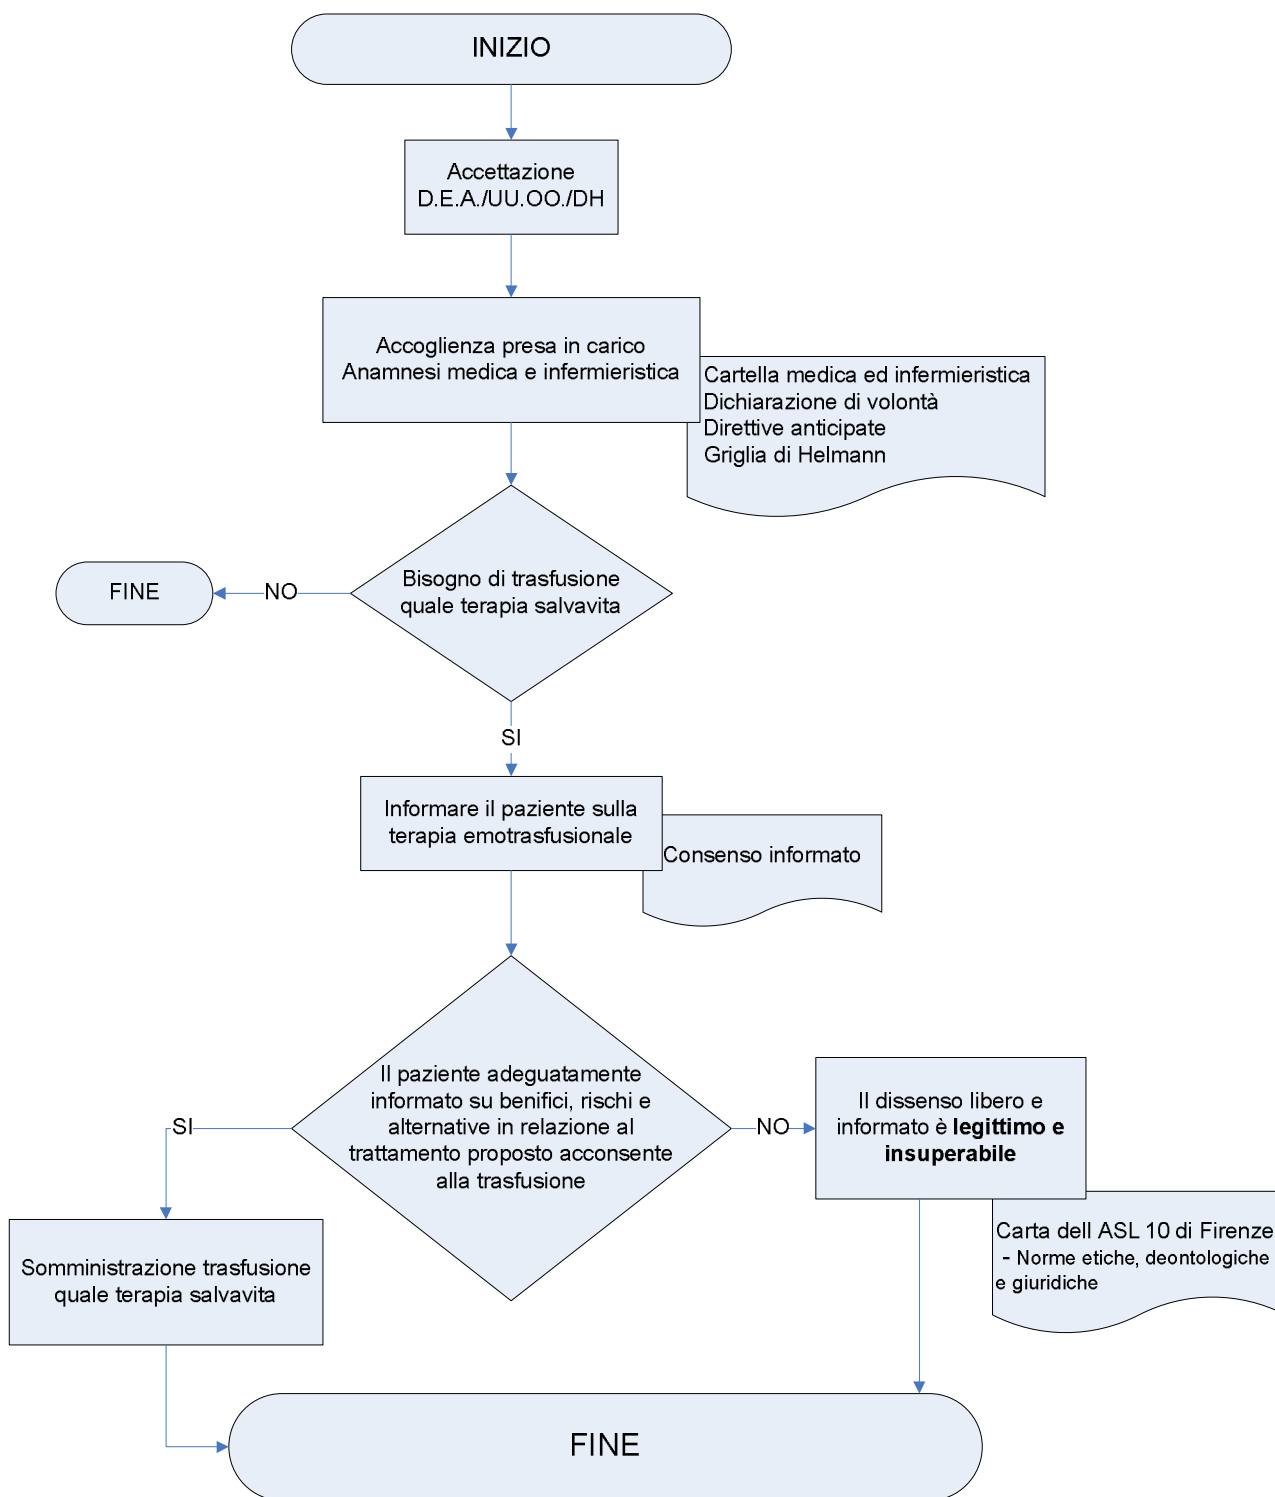 INIZIO
Accettazione
D.E.A./UU.OO./DH
Accoglienza presa in carico
Anamnesi medica e infermieristica
Cartella medica ed infermieristica
Dichiarazione di volontà
Direttive anticipate
Griglia di Helmann
Bisogno di trasfusione
quale terapia salvavita
NO
FINE
SI
Informare il paziente sulla
terapia emotrasfusionale
Consenso informato
Il paziente adeguatamente
informato su benifici, rischi e
alternative in relazione al
trattamento proposto acconsente
alla trasfusione
SI
NO
Il dissenso libero e
informato è legittimo e
insuperabile
Carta dell ASL 10 di Firenze
- Norme etiche, deontologiche
e giuridiche
Somministrazione trasfusione
quale terapia salvavita
FINE